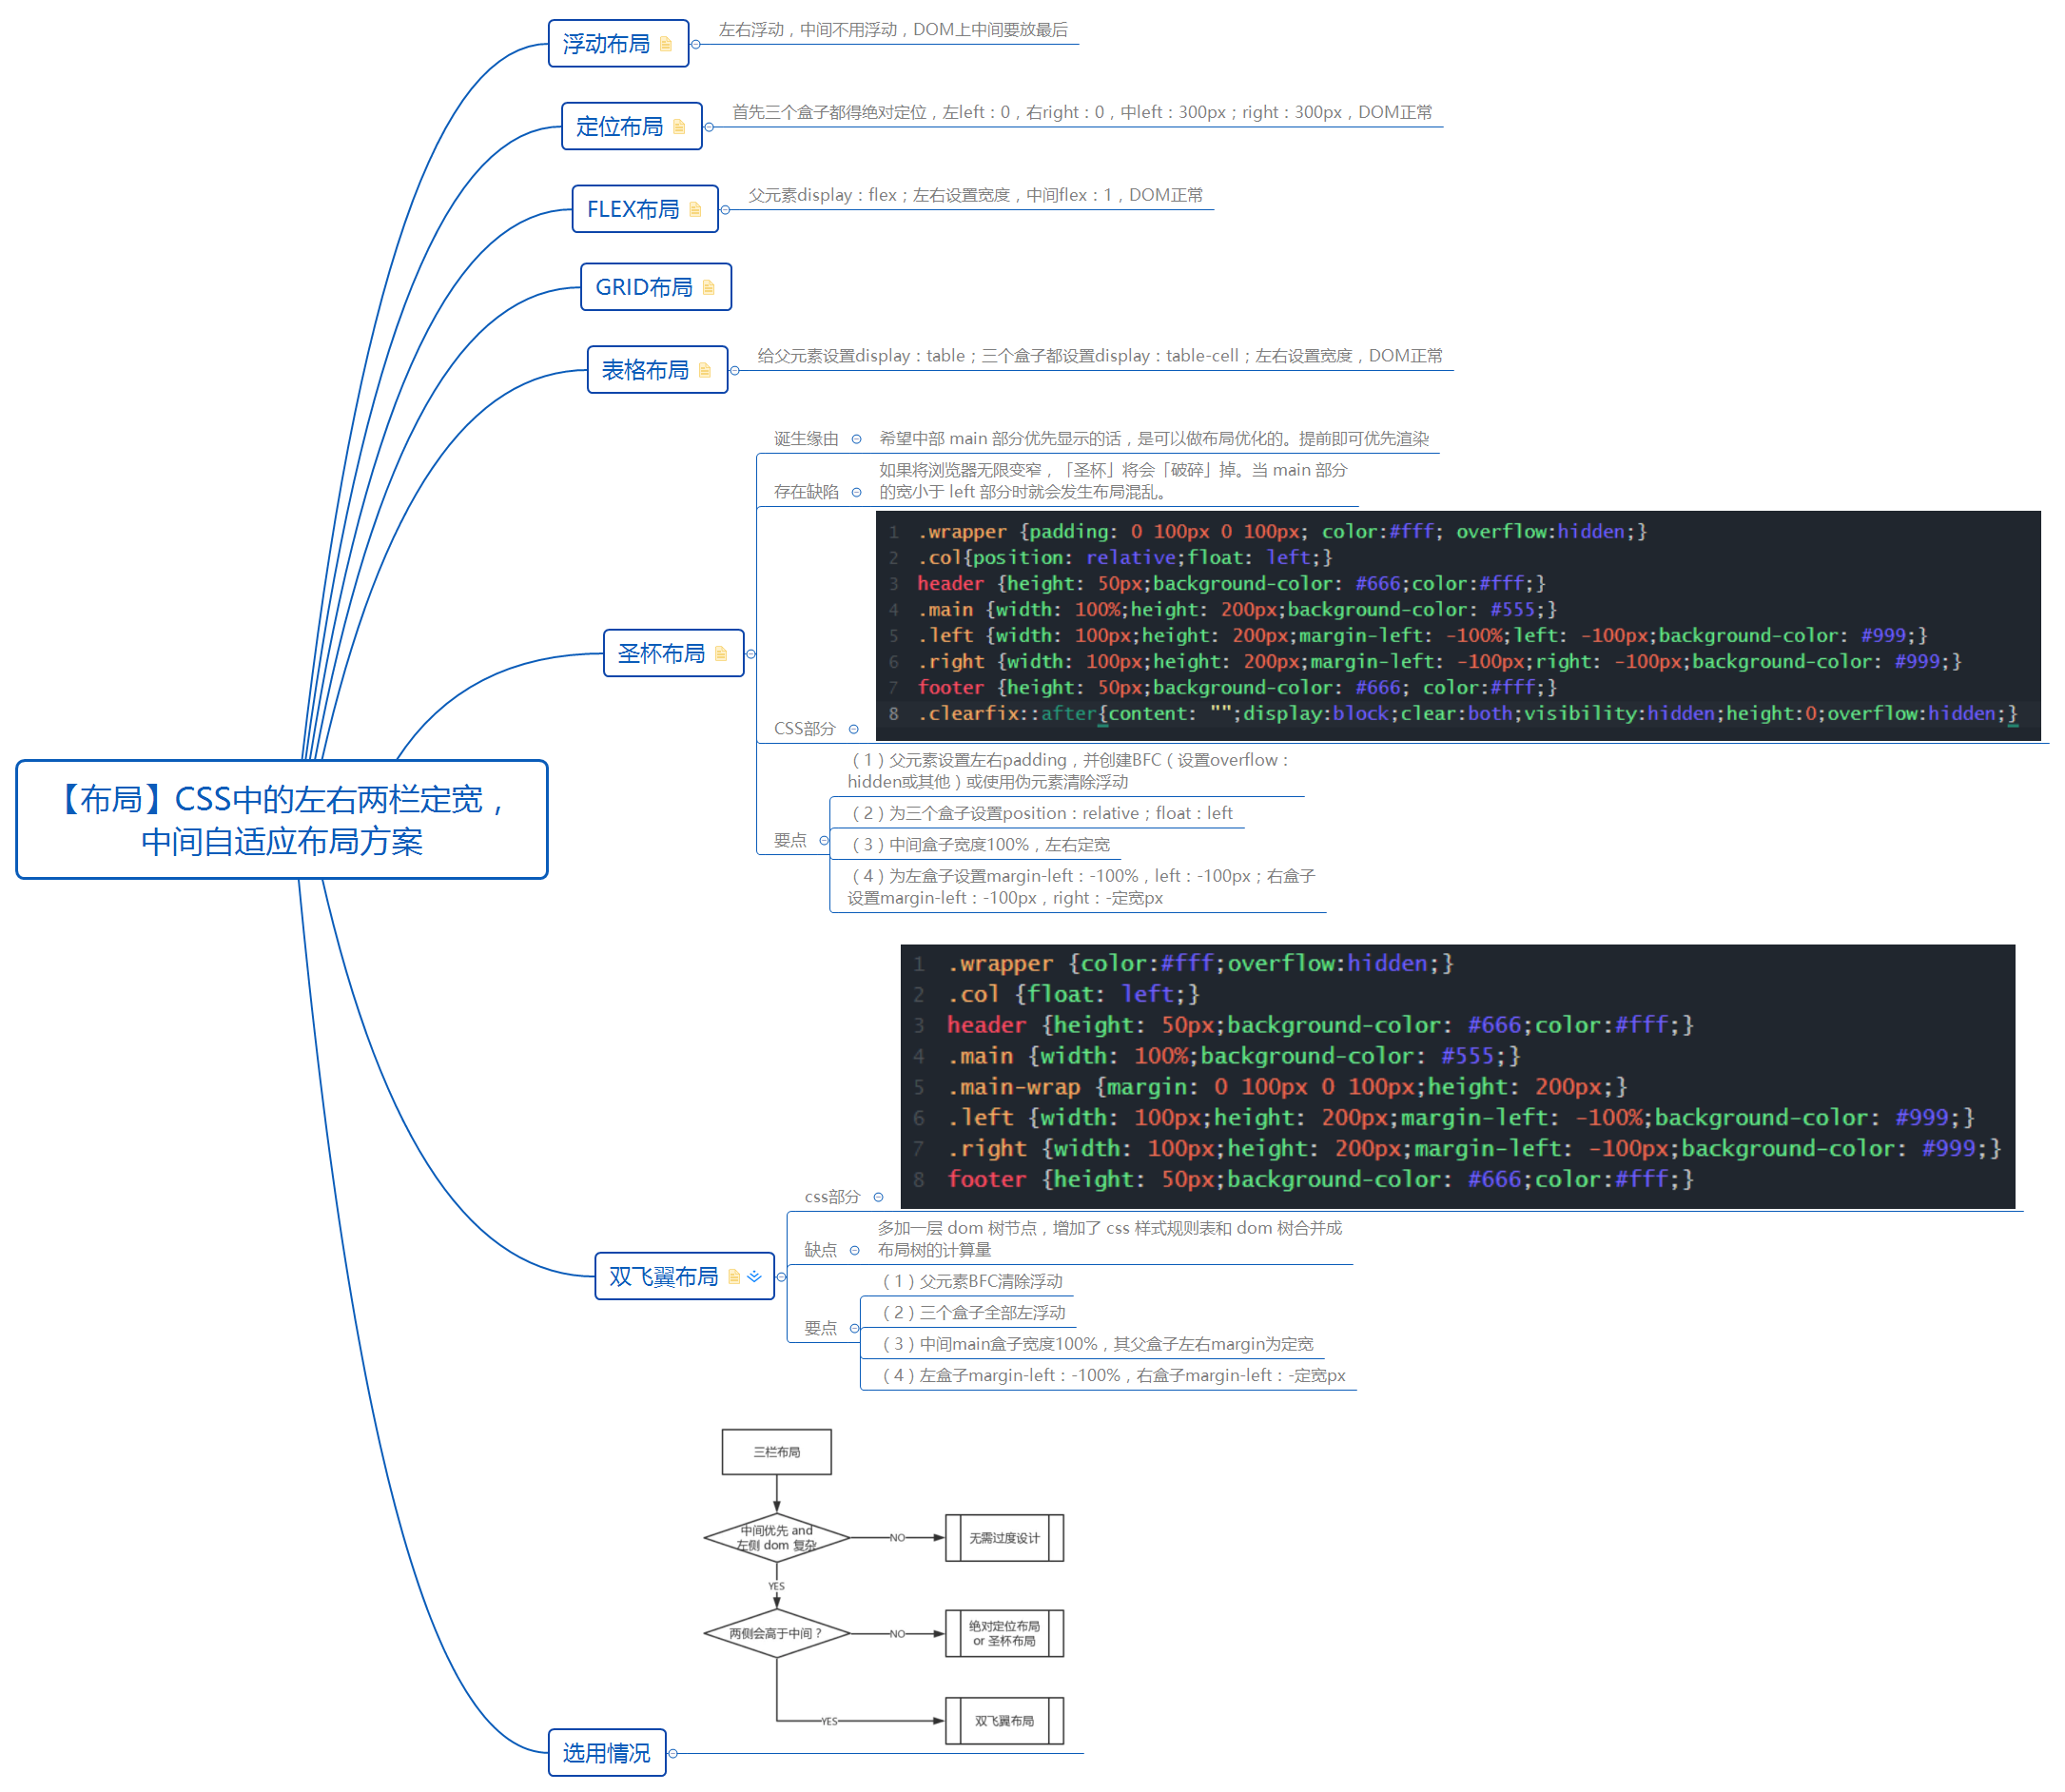 浮动布局
左右浮动，中间不用浮动，DOM上中间要放最后
定位布局
首先三个盒子都得绝对定位，左left：0，右right：0，中left：300px；right：300px，DOM正常
FLEX布局
父元素display：flex；左右设置宽度，中间flex：1，DOM正常
GRID布局
表格布局
给父元素设置display：table；三个盒子都设置display：table-cell；左右设置宽度，DOM正常
诞生缘由
希望中部 main 部分优先显示的话，是可以做布局优化的。提前即可优先渲染
存在缺陷
如果将浏览器无限变窄，「圣杯」将会「破碎」掉。当 main 部分
的宽小于 left 部分时就会发生布局混乱。
圣杯布局
CSS部分
1 .wrapper {padding: 0 100px 0 100px; color:#fff; overflow:hidden;}
2 .col{position: relative;float: left;}
3 header {height: 50px;background-color: #666;color:#fff;}
4 .main {width: 100%;height: 200px;background-color: #555;}
5 .left {width: 100px;height: 200px;margin-left: -100%;left: -100px;background-color: #999;}
6 .right {width: 100px;height: 200px;margin-left: -100px;right: -100px;background-color: #999;}
7 footer {height: 50px;background-color: #666; color:#fff;}
8 .clearfix::after{content: "";display:block;clear:both;visibility:hidden;height:0;overflow:hidden;}
要点
（1）父元素设置左右padding，并创建BFC（设置overflow：
hidden或其他）或使用伪元素清除浮动
（2）为三个盒子设置position：relative；float：left
（3）中间盒子宽度100%，左右定宽
（4）为左盒子设置margin-left：-100%，left：-100px；右盒子
设置margin-left：-100px，right：-定宽px
【布局】CSS中的左右两栏定宽，
中间自适应布局方案
css部分
1 .wrapper {color:#fff;overflow:hidden;}
2 .col {float: left;}
3 header {height: 50px;background-color: #666;color:#fff;}
4 .main {width: 100%;background-color: #555;}
5 .main-wrap {margin: 0 100px 0 100px;height: 200px;}
6 .left {width: 100px;height: 200px;margin-left: -100%;background-color: #999;}
7 .right {width: 100px;height: 200px;margin-left: -100px;background-color: #999;}
8 footer {height: 50px;background-color: #666;color:#fff;}
缺点
多加一层 dom 树节点，增加了 css 样式规则表和 dom 树合并成
布局树的计算量
双飞翼布局
要点
（1）父元素BFC清除浮动
（2）三个盒子全部左浮动
（3）中间main盒子宽度100%，其父盒子左右margin为定宽
（4）左盒子margin-left：-100%，右盒子margin-left：-定宽px
三栏布局
中间优先 and
左侧 dom 复杂
NO
无需过度设计
YES
两侧会高于中间？
NO
绝对定位布局
or 圣杯布局
YES
双飞翼布局
选用情况